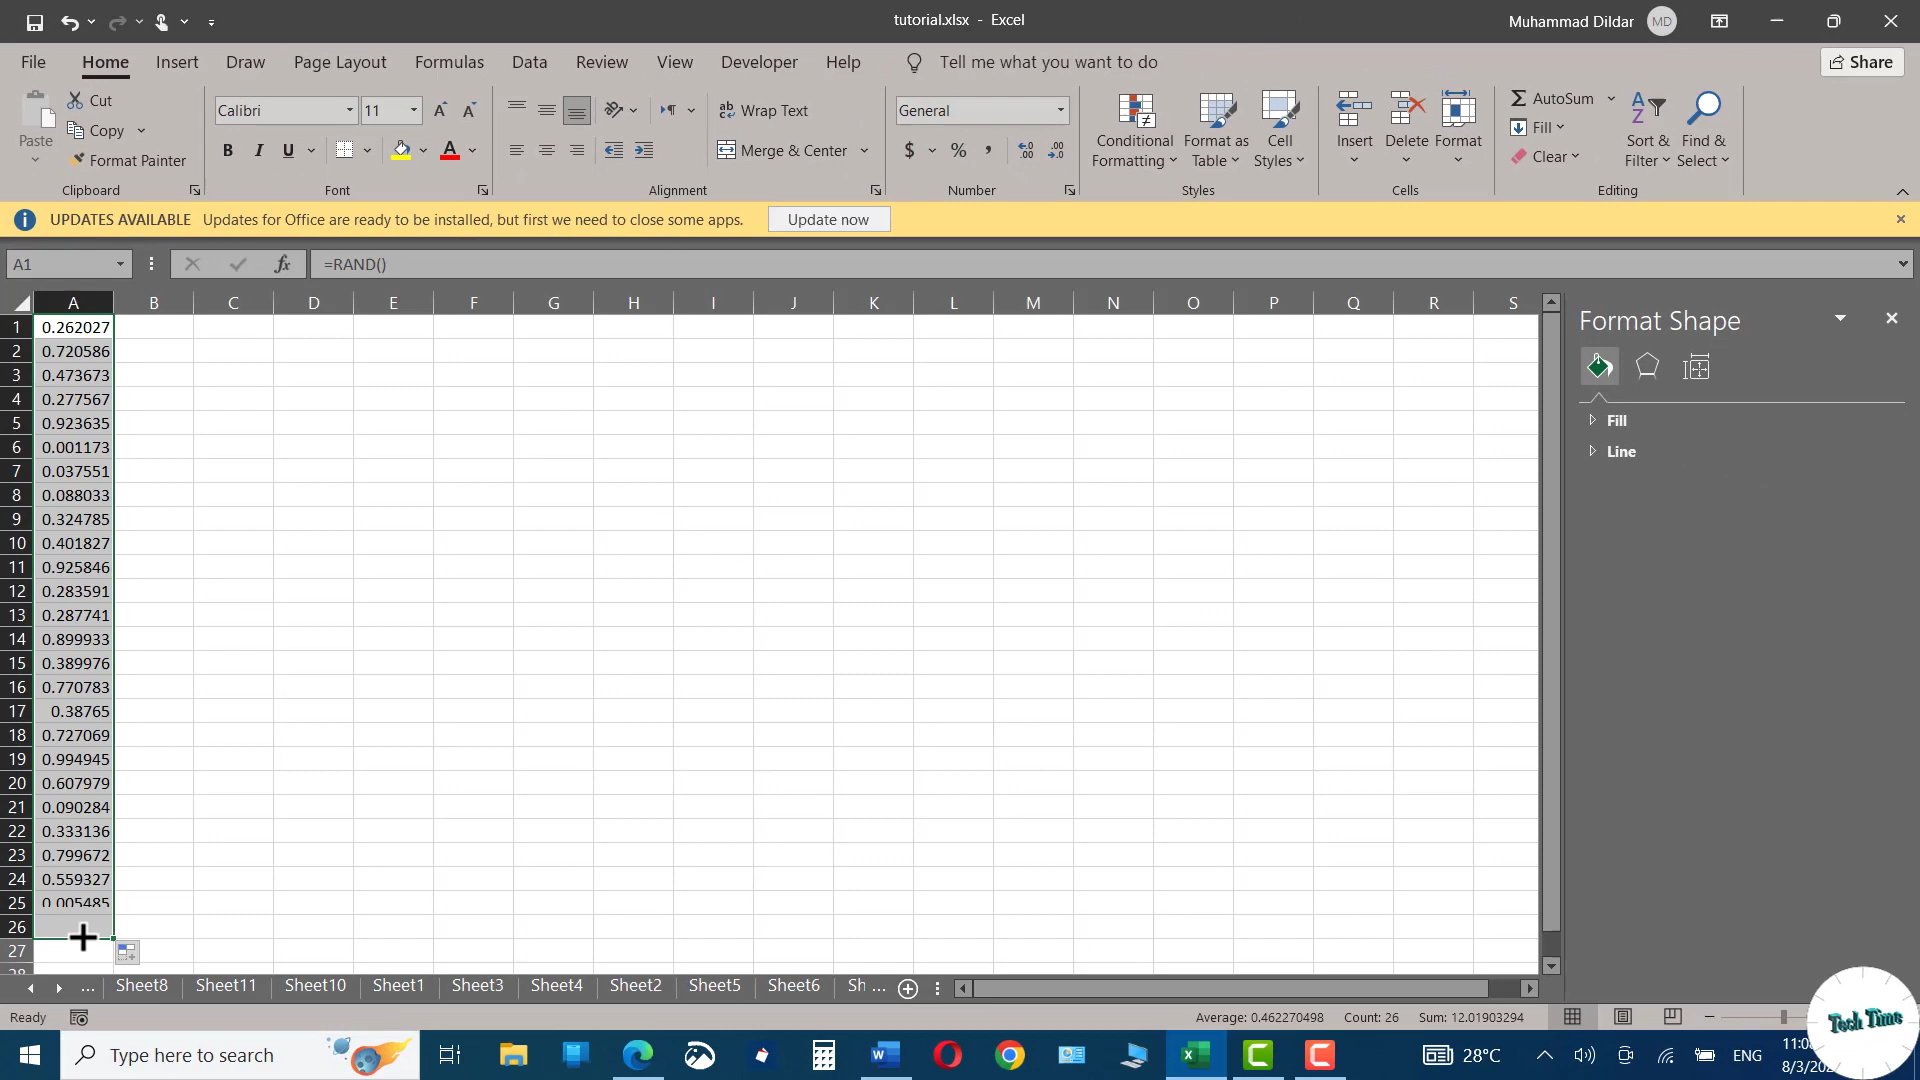 tutorial.xlsx - Excel
Muhammad Dildar MD
File Home Insert Draw Page Layout Formulas Data Review View Developer Help Tell me what you want to do Share
Paste Cut Copy Format Painter
Clipboard
Calibri 11
B I U A
Font
Wrap Text
Merge & Center
Alignment
General
$ % ,
Number
Conditional Formatting
Format as Table
Cell Styles
Styles
Insert Delete Format
Cells
AutoSum
Fill
Clear
Sort & Filter
Find & Select
Editing
UPDATES AVAILABLE Updates for Office are ready to be installed, but first we need to close some apps. Update now
A1 fx =RAND()
A B C D E F G H I J K L M N O P Q R S
1 0.262027
2 0.720586
3 0.473673
4 0.277567
5 0.923635
6 0.001173
7 0.037551
8 0.088033
9 0.324785
10 0.401827
11 0.925846
12 0.283591
13 0.287741
14 0.899933
15 0.389976
16 0.770783
17 0.38765
18 0.727069
19 0.994945
20 0.607979
21 0.090284
22 0.333136
23 0.799672
24 0.559327
25 0.005485
26
27
28
Format Shape
Fill
Line
... Sheet8 Sheet11 Sheet10 Sheet1 Sheet3 Sheet4 Sheet2 Sheet5 Sheet6 Sh ...
Ready
Average: 0.462270498 Count: 26 Sum: 12.01903294
Tech Time
Type here to search
28°C
ENG
11:0
8/3/20